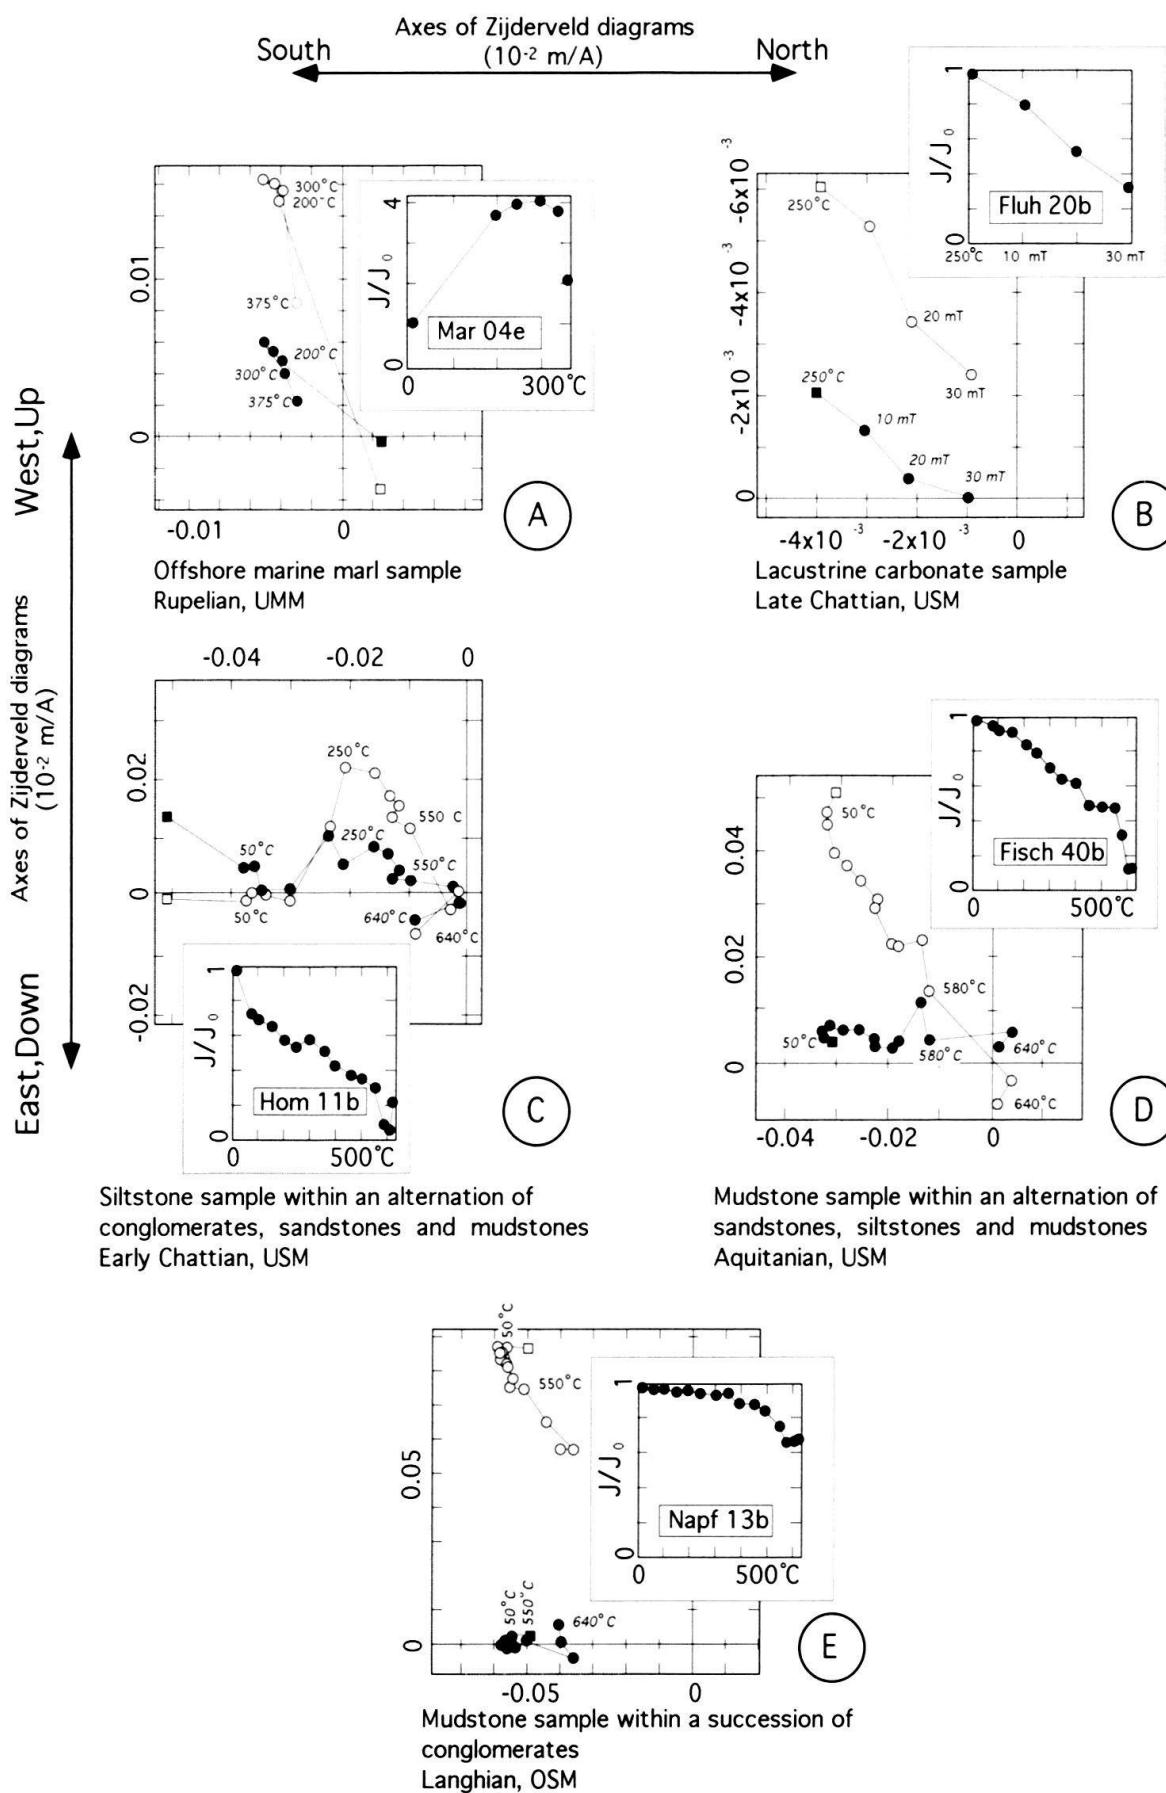 Axes of Zijderveld diagrams
(10-2 m/A)
South
North
West,Up
East,Down
Axes of Zijderveld diagrams
(10-2 m/A)
300°C
200°C
375°C
200°C
300°C
375°C
0.01
0
-0.01
0
4
J/J0
0
Mar 04e
0
300°C
A
Offshore marine marl sample
Rupelian, UMM
-6x10 -3
-4x10 -3
-2x10 -3
0
250°C
20 mT
30 mT
250°C
10 mT
20 mT
30 mT
-4x10 -3
-2x10 -3
0
1
J/J0
0
Fluh 20b
250°C
10 mT
30 mT
B
Lacustrine carbonate sample
Late Chattian, USM
-0.04
-0.02
0
0.02
0
-0.02
250°C
550 C
50°C
250°C
550°C
50°C
640°C
640°C
1
J/J0
0
Hom 11b
0
500°C
C
Siltstone sample within an alternation of
conglomerates, sandstones and mudstones
Early Chattian, USM
0.04
0.02
0
50°C
580°C
50°C
580°C
640°C
640°C
-0.04
-0.02
0
1
J/J0
0
Fisch 40b
0
500°C
D
Mudstone sample within an alternation of
sandstones, siltstones and mudstones
Aquitanian, USM
50°C
550°C
0.05
0
50°C
550°C
640°C
-0.05
0
1
J/J0
0
Napf 13b
0
500°C
E
Mudstone sample within a succession of
conglomerates
Langhian, OSM